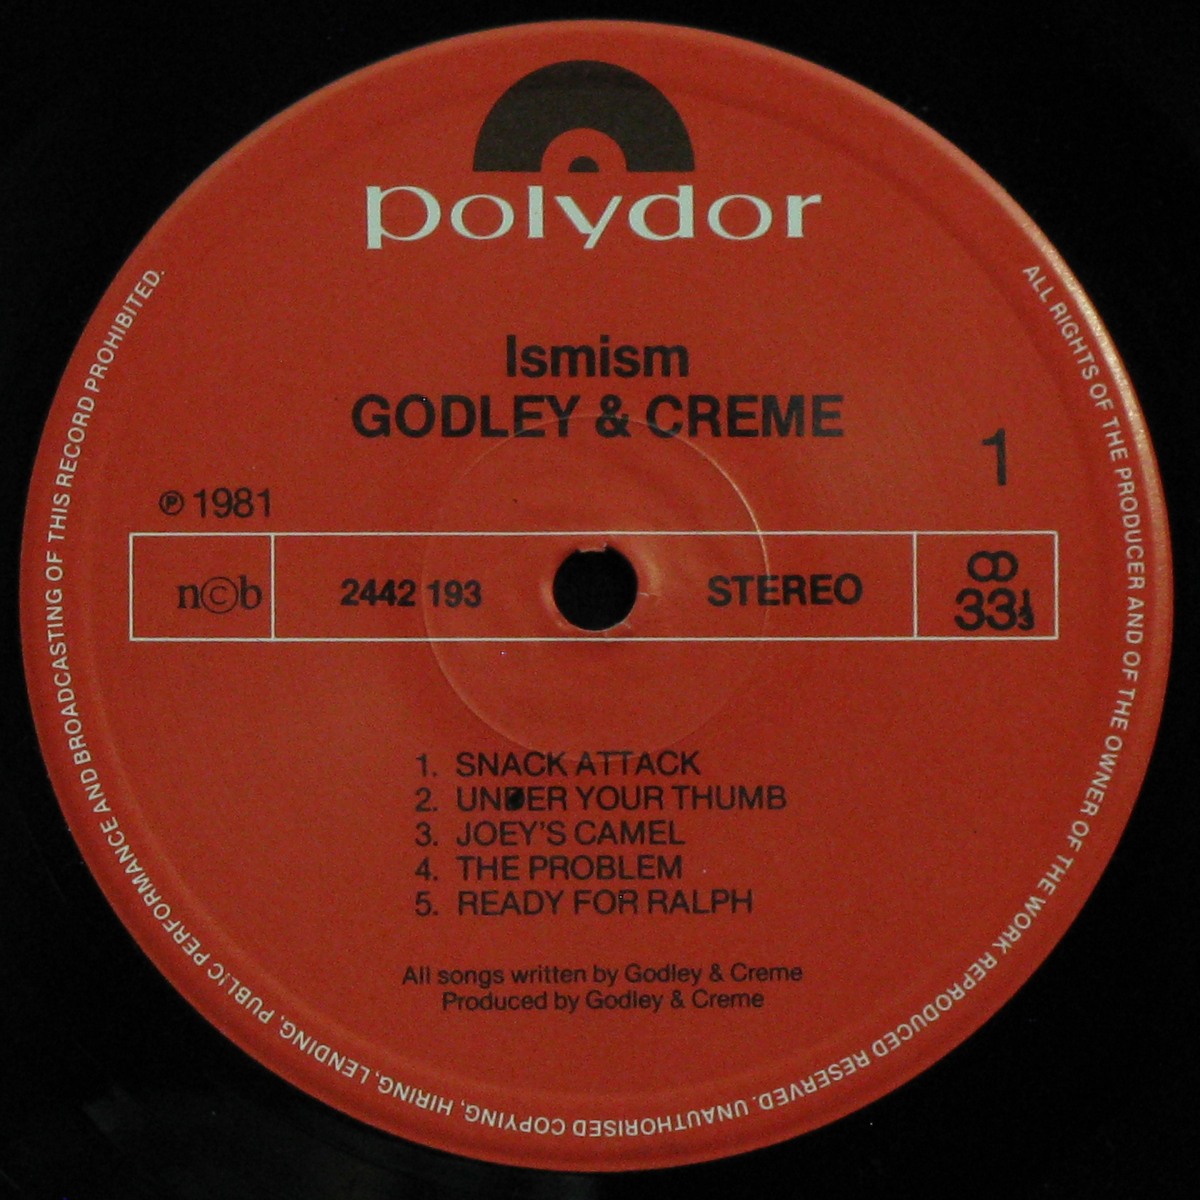 polydor
Ismism
GODLEY & CREME
1
℗ 1981
n©b
2442 193
STEREO
33⅓
1. SNACK ATTACK
2. UNDER YOUR THUMB
3. JOEY'S CAMEL
4. THE PROBLEM
5. READY FOR RALPH
All songs written by Godley & Creme
Produced by Godley & Creme
ALL RIGHTS OF THE PRODUCER AND OF THE OWNER OF THE WORK REPRODUCED RESERVED. UNAUTHORISED COPYING, HIRING, LENDING, PUBLIC PERFORMANCE AND BROADCASTING OF THIS RECORD PROHIBITED.